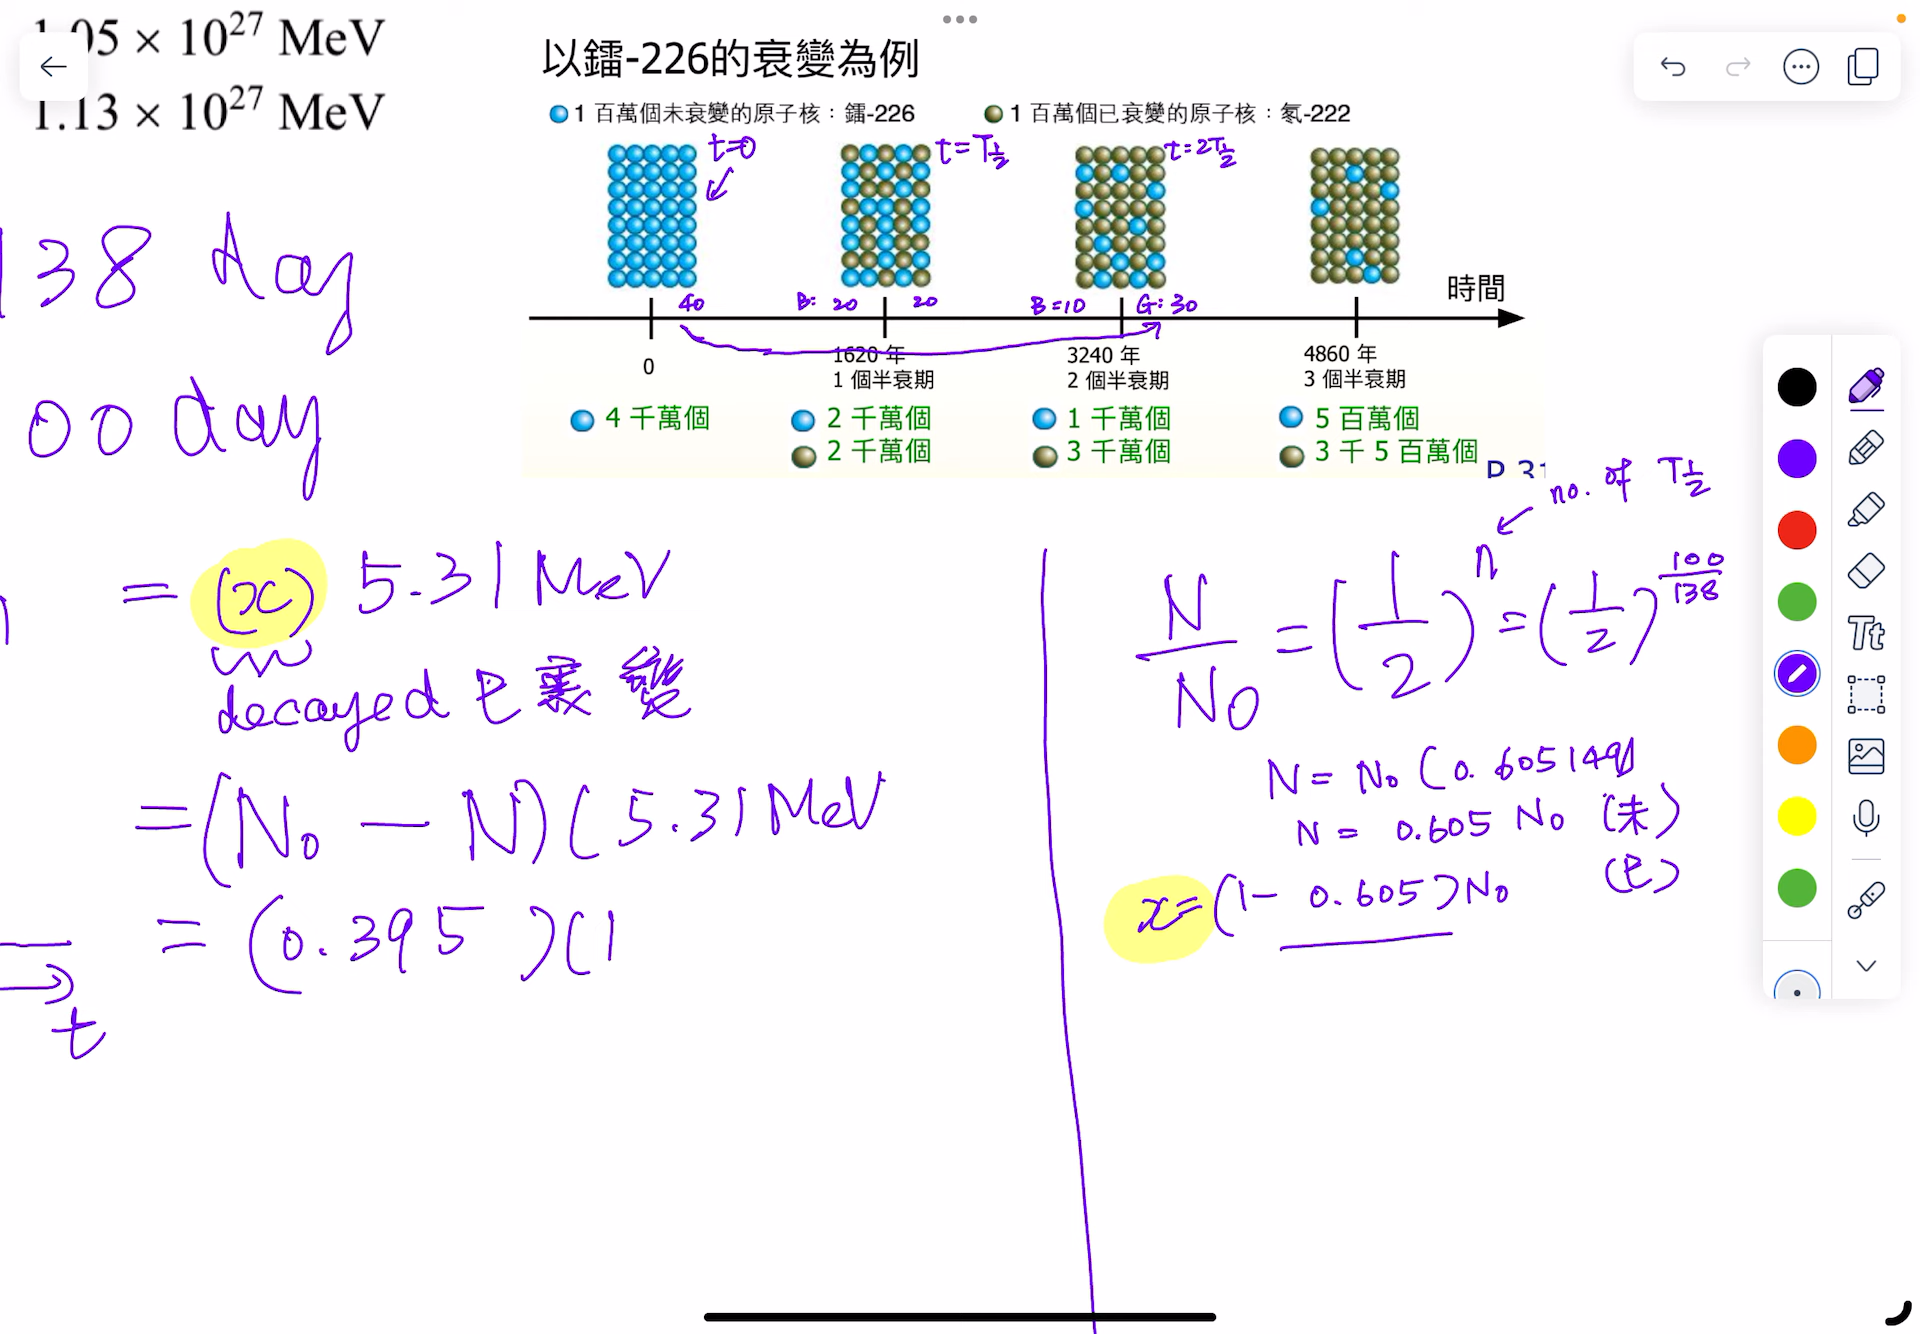 1.05 × 10²⁷ MeV
1.13 × 10²⁷ MeV
以鐳-226的衰變為例
1 百萬個未衰變的原子核：鐳-226
1 百萬個已衰變的原子核：氡-222
t=0
t=T½
t=2T½
40
B: 20 20
B=10 G: 30
時間
0
1620 年
1 個半衰期
3240 年
2 個半衰期
4860 年
3 個半衰期
4 千萬個
2 千萬個
2 千萬個
1 千萬個
3 千萬個
5 百萬個
3 千 5 百萬個
P 31
138 day
00 day
= (x) 5.31 MeV
decayed 已衰變
=(N₀ − N)(5.31 MeV
= (0.395 )(1
t
no. of T½
N/N₀ = (1/2)ⁿ = (1/2)^(100/138)
N = N₀ (0.605149
N = 0.605 N₀ (未)
x= (1- 0.605)N₀ (已)
Tt